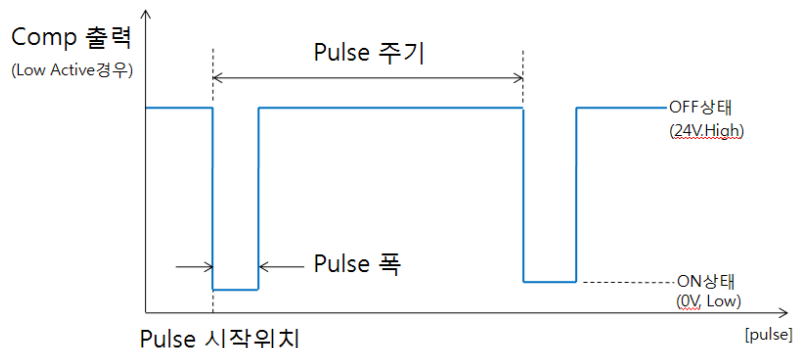 Comp 출력
(Low Active경우)
Pulse 주기
OFF상태
(24V.High)
Pulse 폭
ON상태
(0V, Low)
Pulse 시작위치
[pulse]